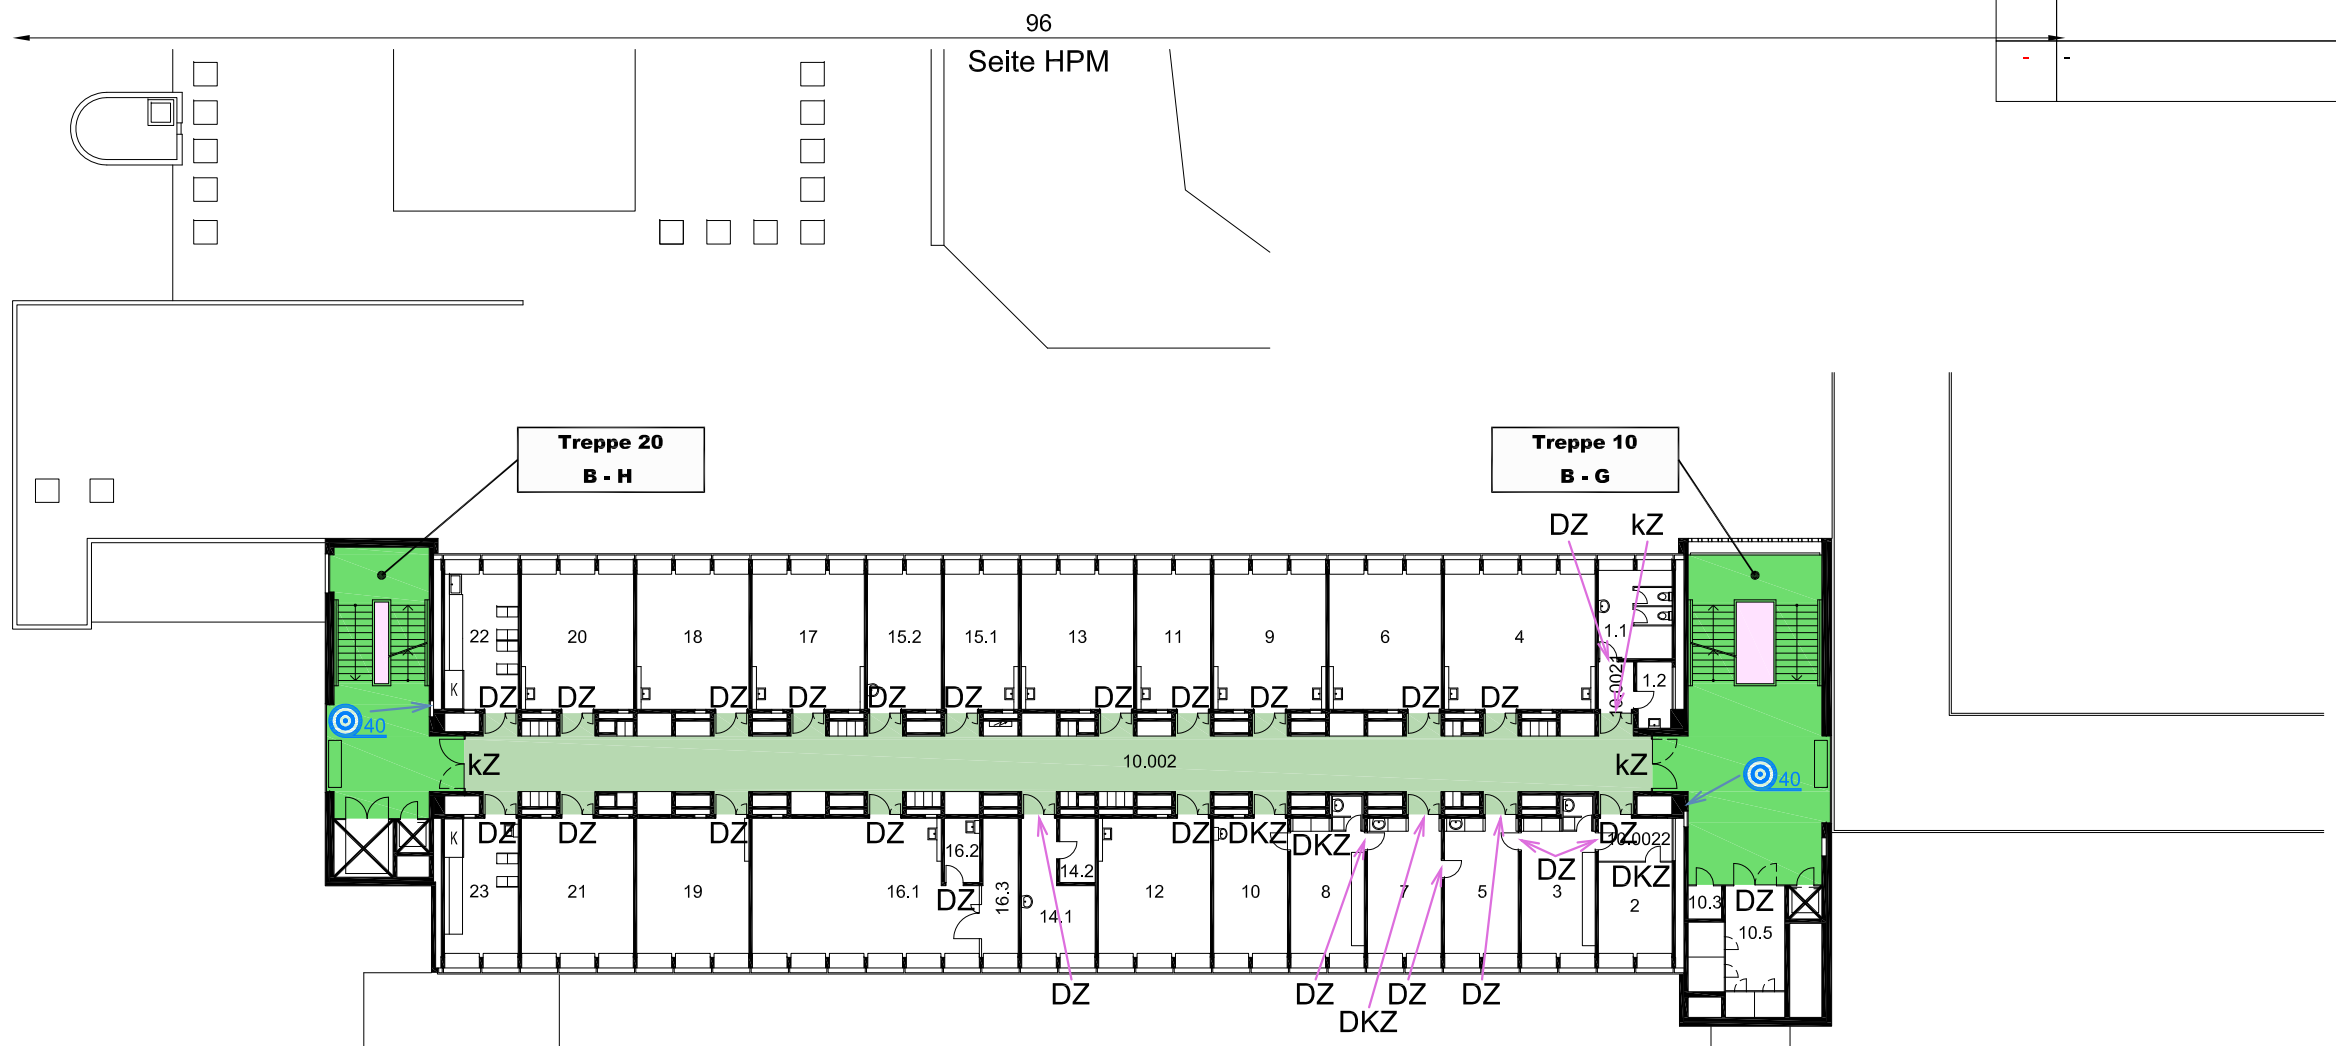 96
Seite HPM
- -
Treppe 20
B - H
Treppe 10
B - G
DZ kZ
22 20 18 17 15.2 15.1 13 11 9 6 4 1.1
10.0021
1.2
K
DZ DZ DZ DZ DZ DZ DZ DZ DZ DZ
40
kZ 10.002 kZ
40
K
DZ DZ DZ DZ DZ DKZ DKZ DZ 10.0022
16.2 14.2 DZ DKZ
23 21 19 16.1 DZ 16.3 14.1 12 10 8 7 5 3 2
10.3 DZ
10.5
DZ DZ DZ DZ
DKZ